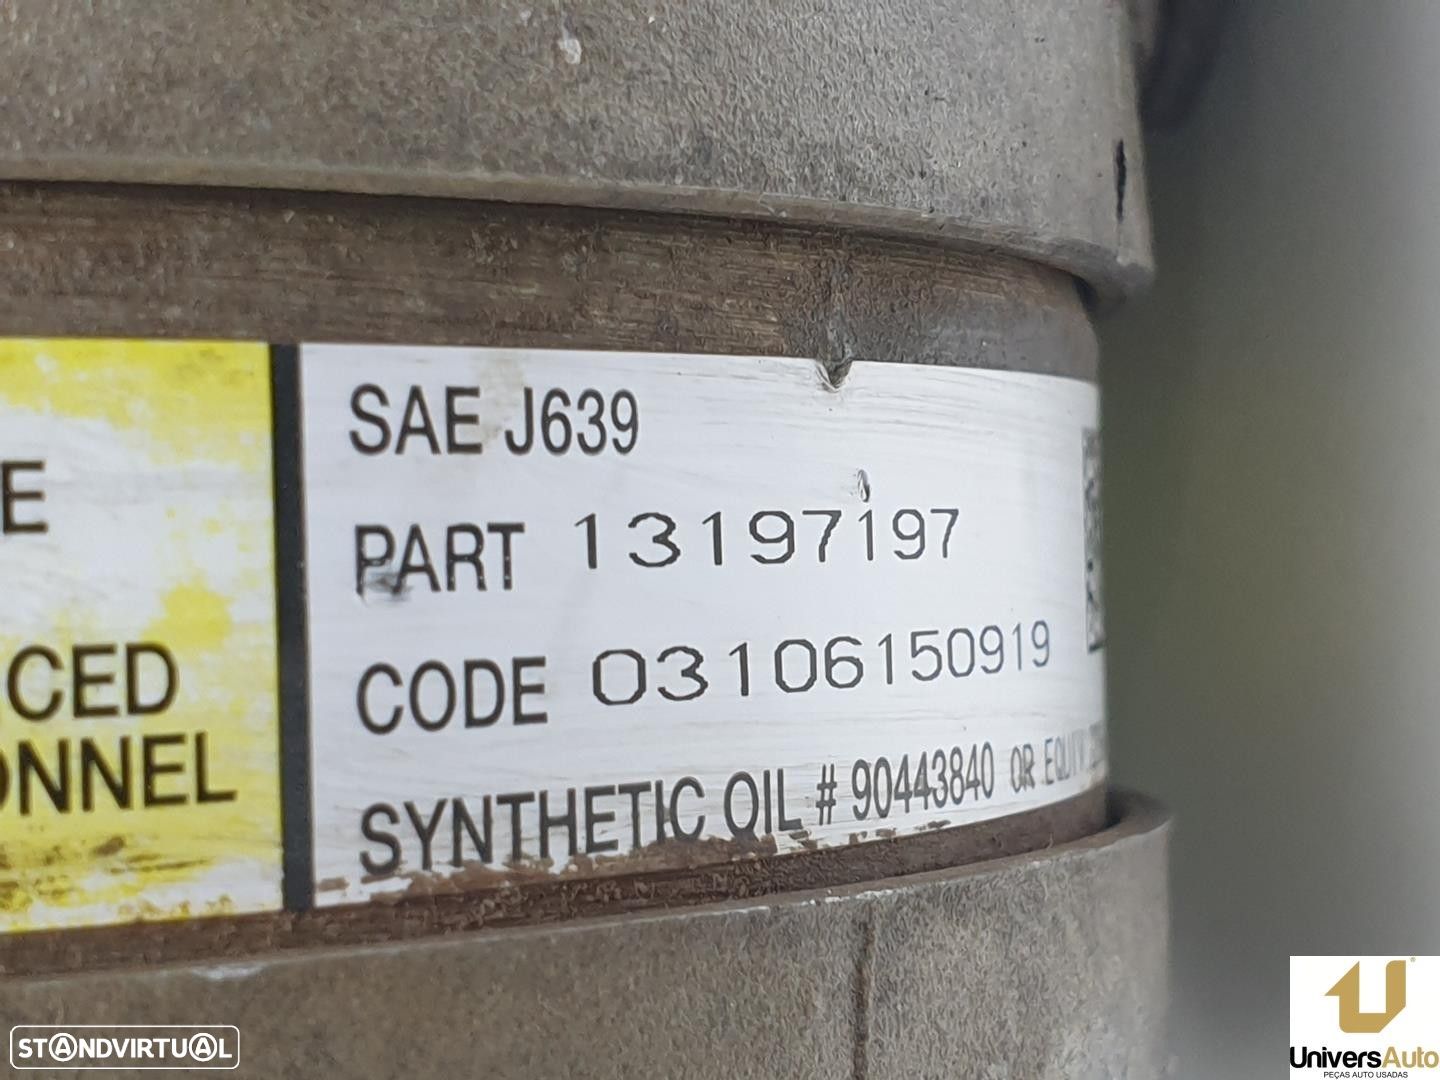 E
CED
ONNEL
SAE J639
PART 13197197
CODE 03106150919
SYNTHETIC OIL # 90443840 OR
STANDVIRTUAL
UniversAuto
PEÇAS AUTO USADAS